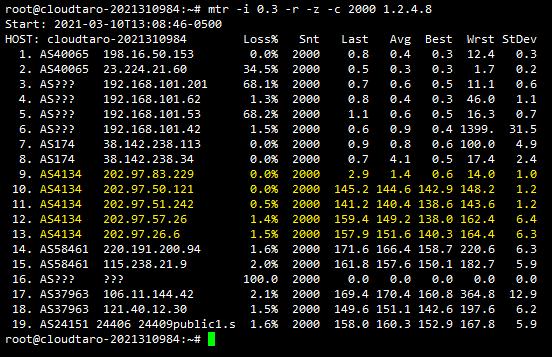 root@cloudtaro-2021310984:~# mtr -i 0.3 -r -z -c 2000 1.2.4.8
Start: 2021-03-10T13:08:46-0500
HOST: cloudtaro-2021310984 Loss% Snt Last Avg Best Wrst StDev
1. AS40065 198.16.50.153 0.0% 2000 0.8 0.4 0.3 12.4 0.3
2. AS40065 23.224.21.60 34.5% 2000 0.5 0.3 0.3 1.7 0.2
3. AS??? 192.168.101.201 68.1% 2000 0.7 0.6 0.5 11.1 0.6
4. AS??? 192.168.101.62 1.3% 2000 0.8 0.4 0.3 46.0 1.1
5. AS??? 192.168.101.53 68.2% 2000 1.1 0.6 0.5 16.3 0.7
6. AS??? 192.168.101.42 1.5% 2000 0.6 0.9 0.4 1399. 31.5
7. AS174 38.142.238.113 0.0% 2000 0.9 0.8 0.6 100.0 4.9
8. AS174 38.142.238.34 0.0% 2000 0.7 4.1 0.5 17.4 2.4
9. AS4134 202.97.83.229 0.0% 2000 2.9 1.4 0.6 14.0 1.0
10. AS4134 202.97.50.121 0.0% 2000 145.2 144.6 142.9 148.2 1.2
11. AS4134 202.97.51.242 0.5% 2000 141.2 140.4 138.6 143.6 1.2
12. AS4134 202.97.57.26 1.4% 2000 159.4 149.2 138.0 162.4 6.4
13. AS4134 202.97.26.6 1.5% 2000 157.9 151.6 140.3 164.4 6.3
14. AS58461 220.191.200.94 1.6% 2000 171.6 166.4 158.7 220.6 6.3
15. AS58461 115.238.21.9 2.0% 2000 161.8 157.6 150.1 182.7 5.9
16. AS??? ??? 100.0 2000 0.0 0.0 0.0 0.0 0.0
17. AS37963 106.11.144.42 2.1% 2000 169.4 170.4 160.8 364.8 12.9
18. AS37963 121.40.12.30 1.5% 2000 149.6 151.1 142.6 197.6 6.2
19. AS24151 24406 24409public1.s 1.6% 2000 158.0 160.3 152.9 167.8 5.9
root@cloudtaro-2021310984:~#